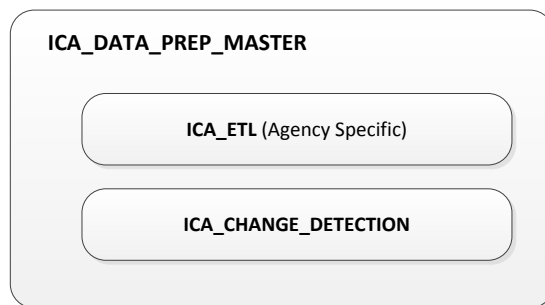 ICA_DATA_PREP_MASTER
ICA_ETL (Agency Specific)
ICA_CHANGE_DETECTION